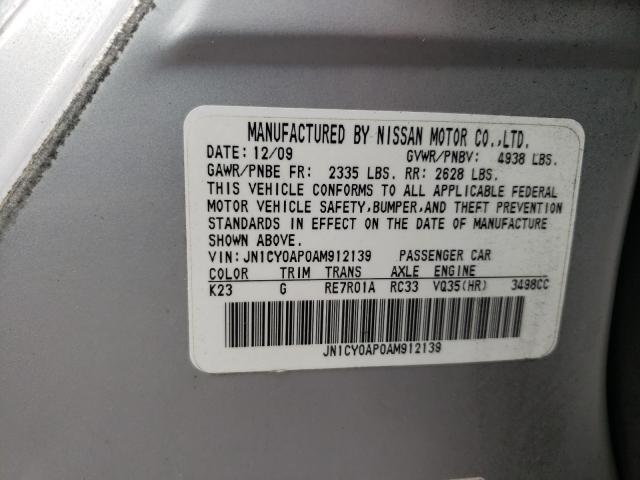 MANUFACTURED BY NISSAN MOTOR CO.,LTD.
DATE: 12/09 GVWR/PNBV: 4938 LBS.
GAWR/PNBE FR: 2335 LBS. RR: 2628 LBS.
THIS VEHICLE CONFORMS TO ALL APPLICABLE FEDERAL
MOTOR VEHICLE SAFETY,BUMPER,AND THEFT PREVENTION
STANDARDS IN EFFECT ON THE DATE OF MANUFACTURE
SHOWN ABOVE.
VIN: JN1CY0AP0AM912139 PASSENGER CAR
COLOR TRIM TRANS AXLE ENGINE
K23 G RE7R01A RC33 VQ35(HR) 3498CC
JN1CY0AP0AM912139